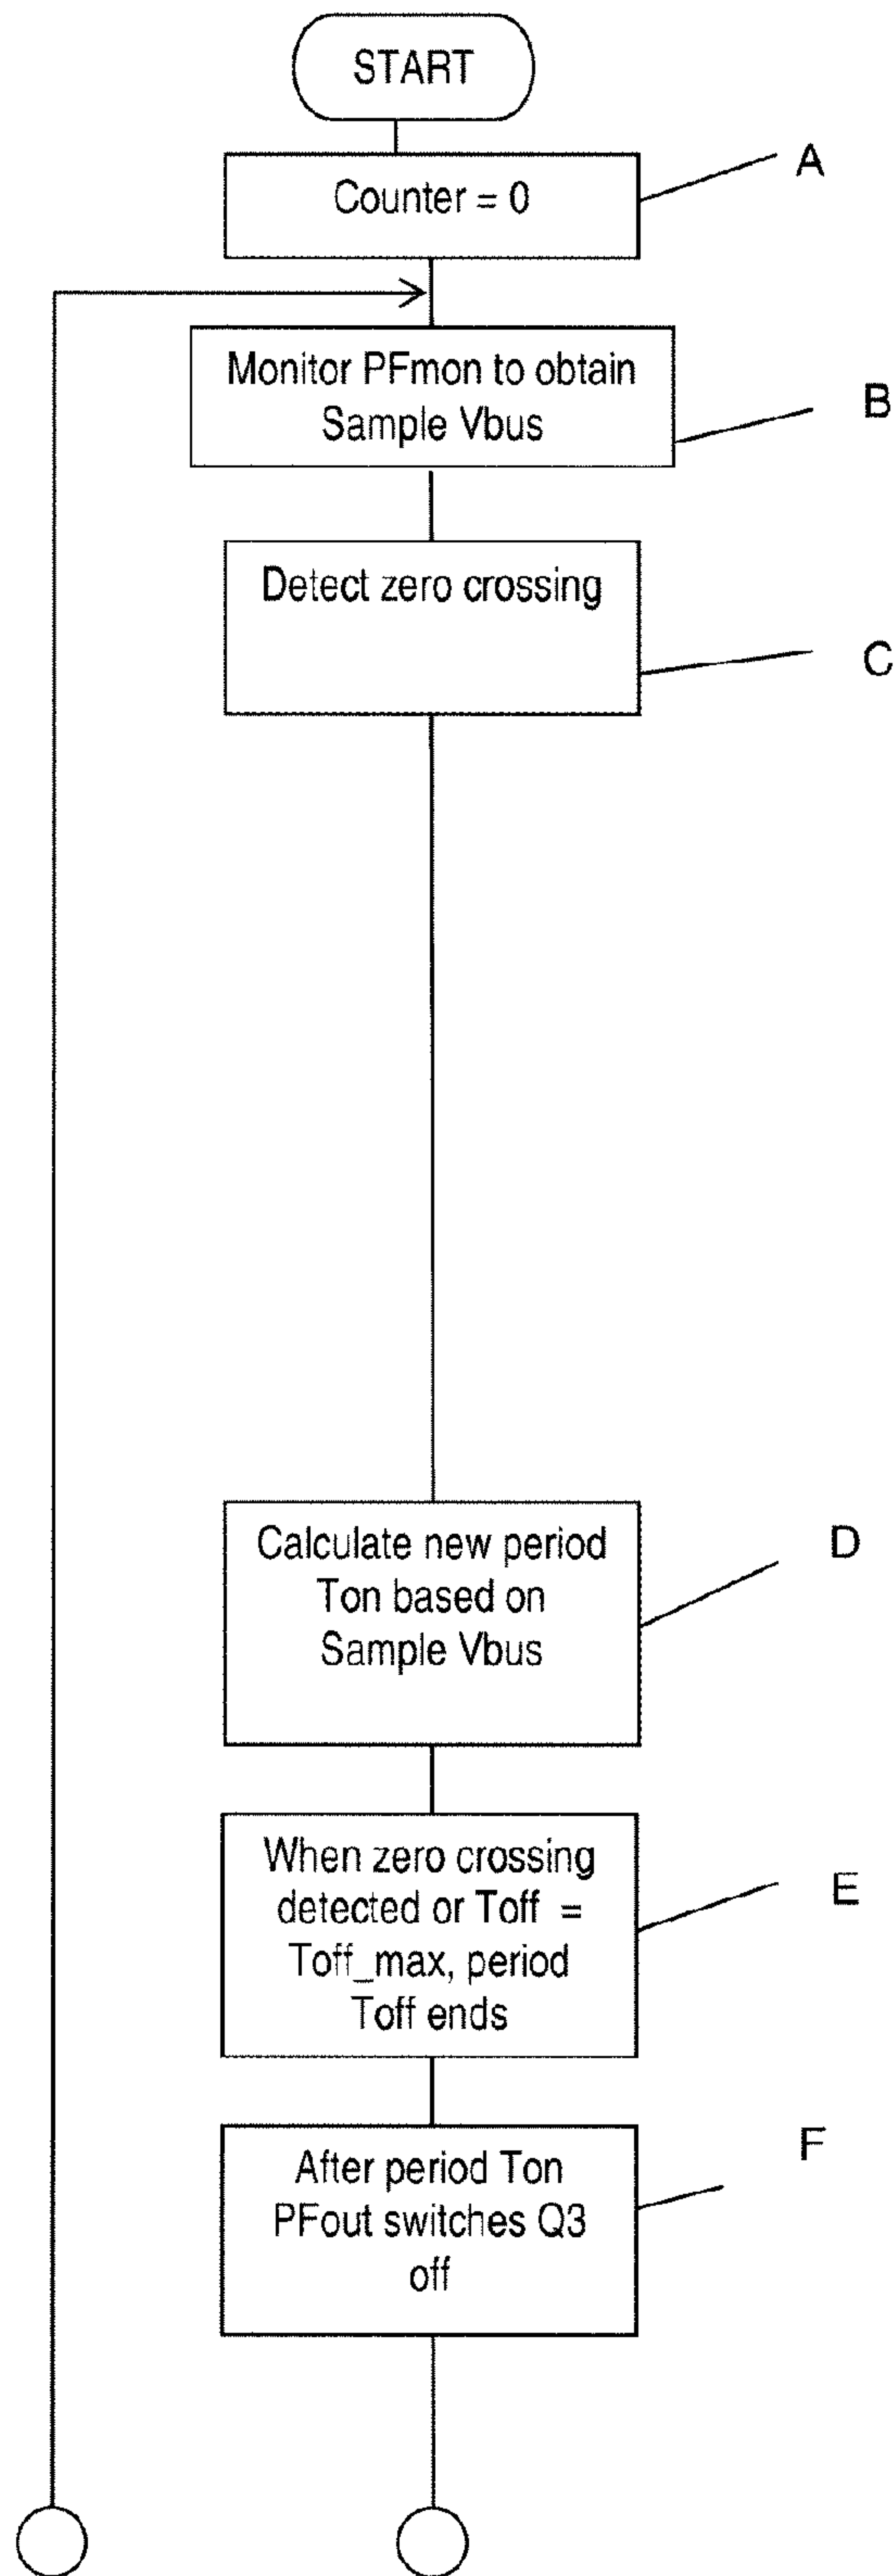 START
A
Counter = 0
Monitor PFmon to obtain
Sample Vbus
B
Detect zero crossing
C
Calculate new period
Ton based on
Sample Vbus
D
When zero crossing
detected or Toff =
Toff_max, period
Toff ends
E
After period Ton
PFout switches Q3
off
F